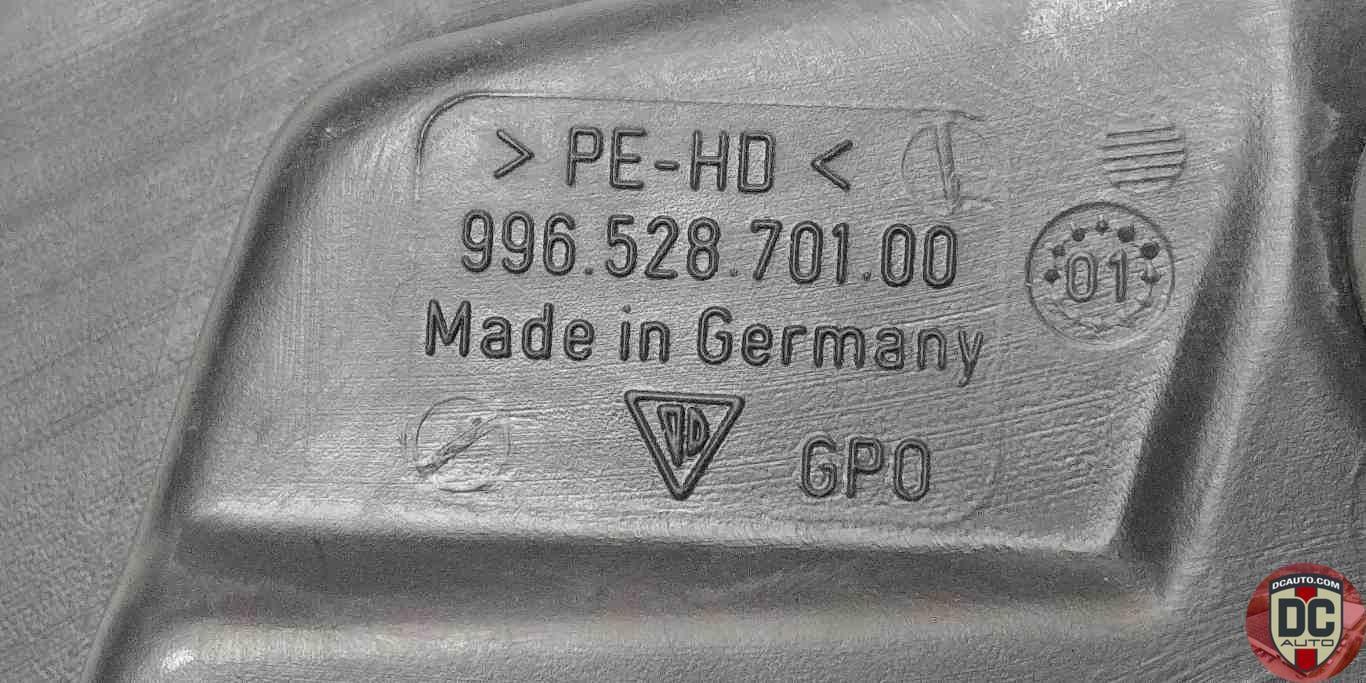 > PE-HD <
996.528.701.00
01
Made in Germany
GPO
DCAUTO.COM
DC
AUTO